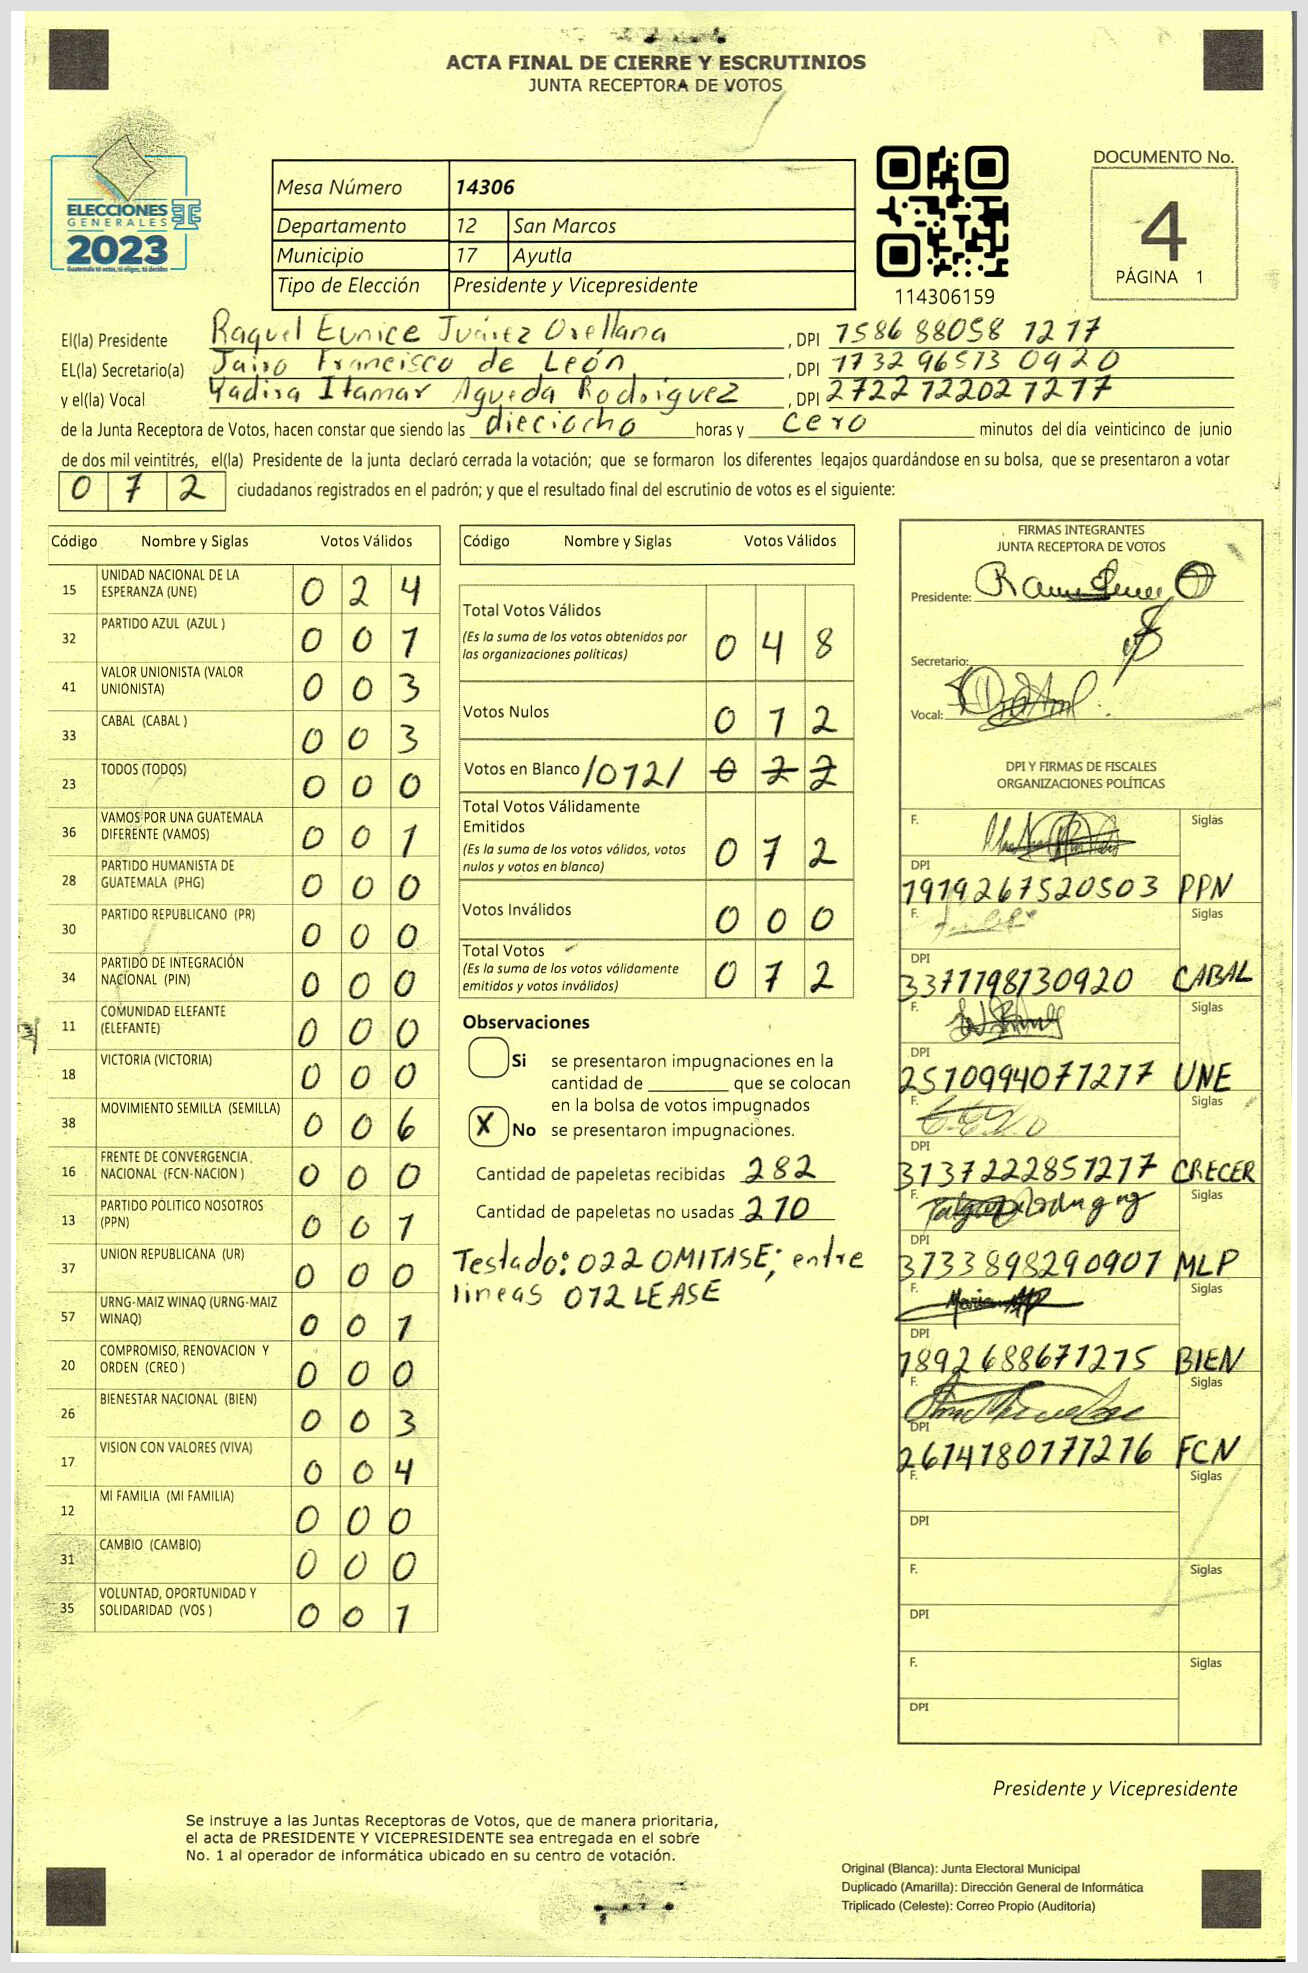 ACTA FINAL DE CIERRE Y ESCRUTINIOS
JUNTA RECEPTORA DE VOTOS
ELECCIONES
GENERALES
2023
Guatemala tú votas, tú eliges, tú decides
Mesa Número 14306
Departamento 12 San Marcos
Municipio 17 Ayutla
Tipo de Elección Presidente y Vicepresidente
114306159
DOCUMENTO No.
4
PÁGINA 1
El(la) Presidente Raquel Eunice Juárez Orellana, DPI 1586 88058 1217
EL(la) Secretario(a) Jairo Francisco de León, DPI 1732 96513 0920
y el(la) Vocal Yadira Itamar Agueda Rodriguez, DPI 2722 72202 1217
de la Junta Receptora de Votos, hacen constar que siendo las dieciocho horas y cero minutos del día veinticinco de junio
de dos mil veintitrés, el(la) Presidente de la junta declaró cerrada la votación; que se formaron los diferentes legajos guardándose en su bolsa, que se presentaron a votar
0 7 2 ciudadanos registrados en el padrón; y que el resultado final del escrutinio de votos es el siguiente:
Código Nombre y Siglas Votos Válidos
15 UNIDAD NACIONAL DE LA
ESPERANZA (UNE) 0 2 4
32 PARTIDO AZUL (AZUL ) 0 0 1
41 VALOR UNIONISTA (VALOR
UNIONISTA) 0 0 3
33 CABAL (CABAL ) 0 0 3
23 TODOS (TODOS) 0 0 0
36 VAMOS POR UNA GUATEMALA
DIFERENTE (VAMOS) 0 0 1
28 PARTIDO HUMANISTA DE
GUATEMALA (PHG) 0 0 0
30 PARTIDO REPUBLICANO (PR) 0 0 0
34 PARTIDO DE INTEGRACIÓN
NACIONAL (PIN) 0 0 0
11 COMUNIDAD ELEFANTE
(ELEFANTE) 0 0 0
18 VICTORIA (VICTORIA) 0 0 0
38 MOVIMIENTO SEMILLA (SEMILLA) 0 0 6
16 FRENTE DE CONVERGENCIA
NACIONAL (FCN-NACION ) 0 0 0
13 PARTIDO POLITICO NOSOTROS
(PPN) 0 0 1
37 UNION REPUBLICANA (UR) 0 0 0
57 URNG-MAIZ WINAQ (URNG-MAIZ
WINAQ) 0 0 1
20 COMPROMISO, RENOVACION Y
ORDEN (CREO ) 0 0 0
26 BIENESTAR NACIONAL (BIEN) 0 0 3
17 VISION CON VALORES (VIVA) 0 0 4
12 MI FAMILIA (MI FAMILIA) 0 0 0
31 CAMBIO (CAMBIO) 0 0 0
35 VOLUNTAD, OPORTUNIDAD Y
SOLIDARIDAD (VOS ) 0 0 1
Código Nombre y Siglas Votos Válidos
Total Votos Válidos
(Es la suma de los votos obtenidos por
las organizaciones políticas) 0 4 8
Votos Nulos 0 1 2
Votos en Blanco /012/ 0 2 2
Total Votos Válidamente
Emitidos
(Es la suma de los votos válidos, votos
nulos y votos en blanco) 0 7 2
Votos Inválidos 0 0 0
Total Votos
(Es la suma de los votos válidamente
emitidos y votos inválidos) 0 7 2
Observaciones
Si se presentaron impugnaciones en la
cantidad de ________ que se colocan
en la bolsa de votos impugnados
X No se presentaron impugnaciones.
Cantidad de papeletas recibidas 282
Cantidad de papeletas no usadas 210
Testado: 022 OMITASE; entre
lineas 012 LEASE
FIRMAS INTEGRANTES
JUNTA RECEPTORA DE VOTOS
Presidente:
Secretario:
Vocal:
DPI Y FIRMAS DE FISCALES
ORGANIZACIONES POLÍTICAS
F. Siglas
DPI
1919267520503 PPN
F. Siglas
DPI
3371198130920 CABAL
F. Siglas
DPI
2510994071217 UNE
F. Siglas
DPI
3137222851217 CRECER
F. Siglas
DPI
3733898290901 MLP
F. Siglas
DPI
1892688671215 BIEN
F. Siglas
DPI
2614180171216 FCN
F. Siglas
DPI
F. Siglas
DPI
F. Siglas
DPI
Presidente y Vicepresidente
Se instruye a las Juntas Receptoras de Votos, que de manera prioritaria,
el acta de PRESIDENTE Y VICEPRESIDENTE sea entregada en el sobre
No. 1 al operador de informática ubicado en su centro de votación.
Original (Blanca): Junta Electoral Municipal
Duplicado (Amarilla): Dirección General de Informática
Triplicado (Celeste): Correo Propio (Auditoría)